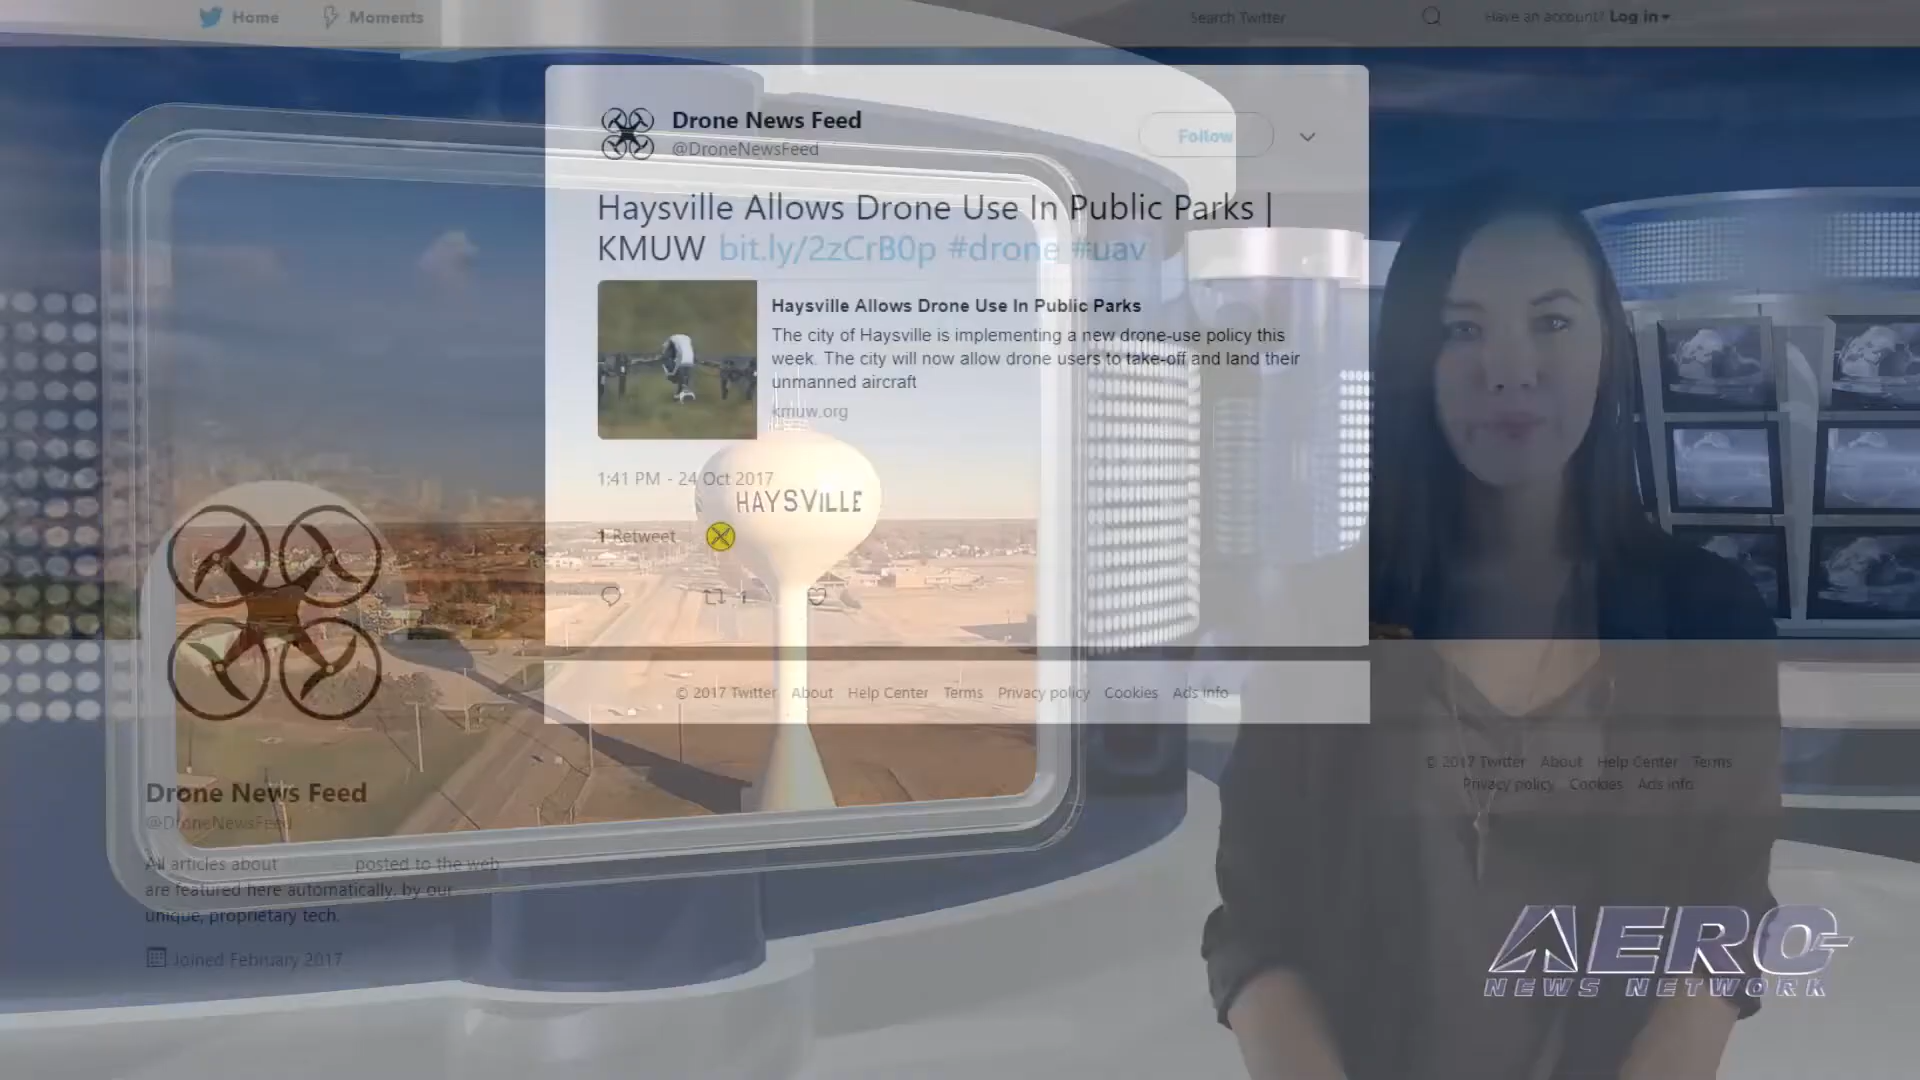 Home
Moments
Search Twitter
Have an account? Log in
Drone News Feed
@DroneNewsFeed
Follow
Haysville Allows Drone Use In Public Parks |
KMUW bit.ly/2zCrB0p #drone #uav
Haysville Allows Drone Use In Public Parks
The city of Haysville is implementing a new drone-use policy this
week. The city will now allow drone users to take-off and land their
unmanned aircraft
kmuw.org
1:41 PM - 24 Oct 2017
HAYSVILLE
1 Retweet
1
© 2017 Twitter About Help Center Terms Privacy policy Cookies Ads info
© 2017 Twitter About Help Center Terms
Privacy policy Cookies Ads info
Drone News Feed
@DroneNewsFeed
All articles about posted to the web
are featured here automatically. by our
unique, proprietary tech.
Joined February 2017
AERO-
NEWS NETWORK